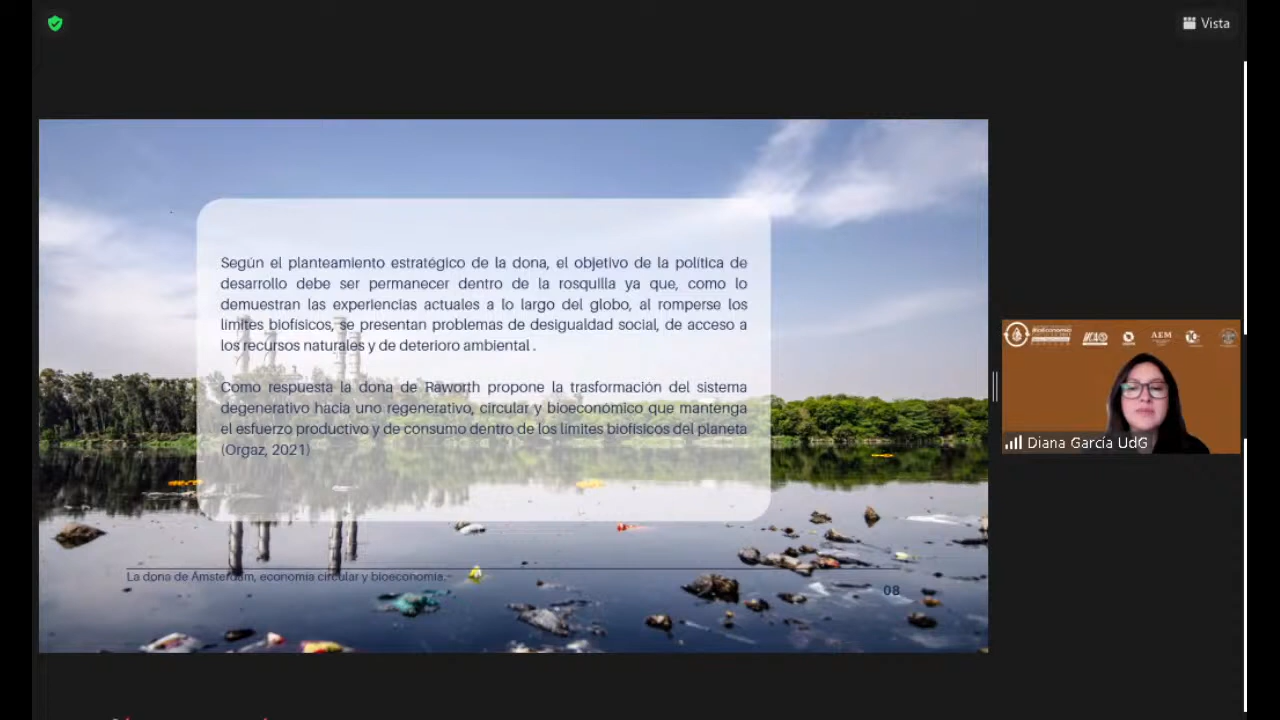 Vista
Según el planteamiento estratégico de la dona, el objetivo de la política de
desarrollo debe ser permanecer dentro de la rosquilla ya que, como lo
demuestran las experiencias actuales a lo largo del globo, al romperse los
límites biofísicos, se presentan problemas de desigualdad social, de acceso a
los recursos naturales y de deterioro ambiental .
Como respuesta la dona de Raworth propone la trasformación del sistema
degenerativo hacia uno regenerativo, circular y bioeconómico que mantenga
el esfuerzo productivo y de consumo dentro de los límites biofísicos del planeta
(Orgaz, 2021)
La dona de Ámsterdam, economía circular y bioeconomía.
08
AEM
Diana García UdG